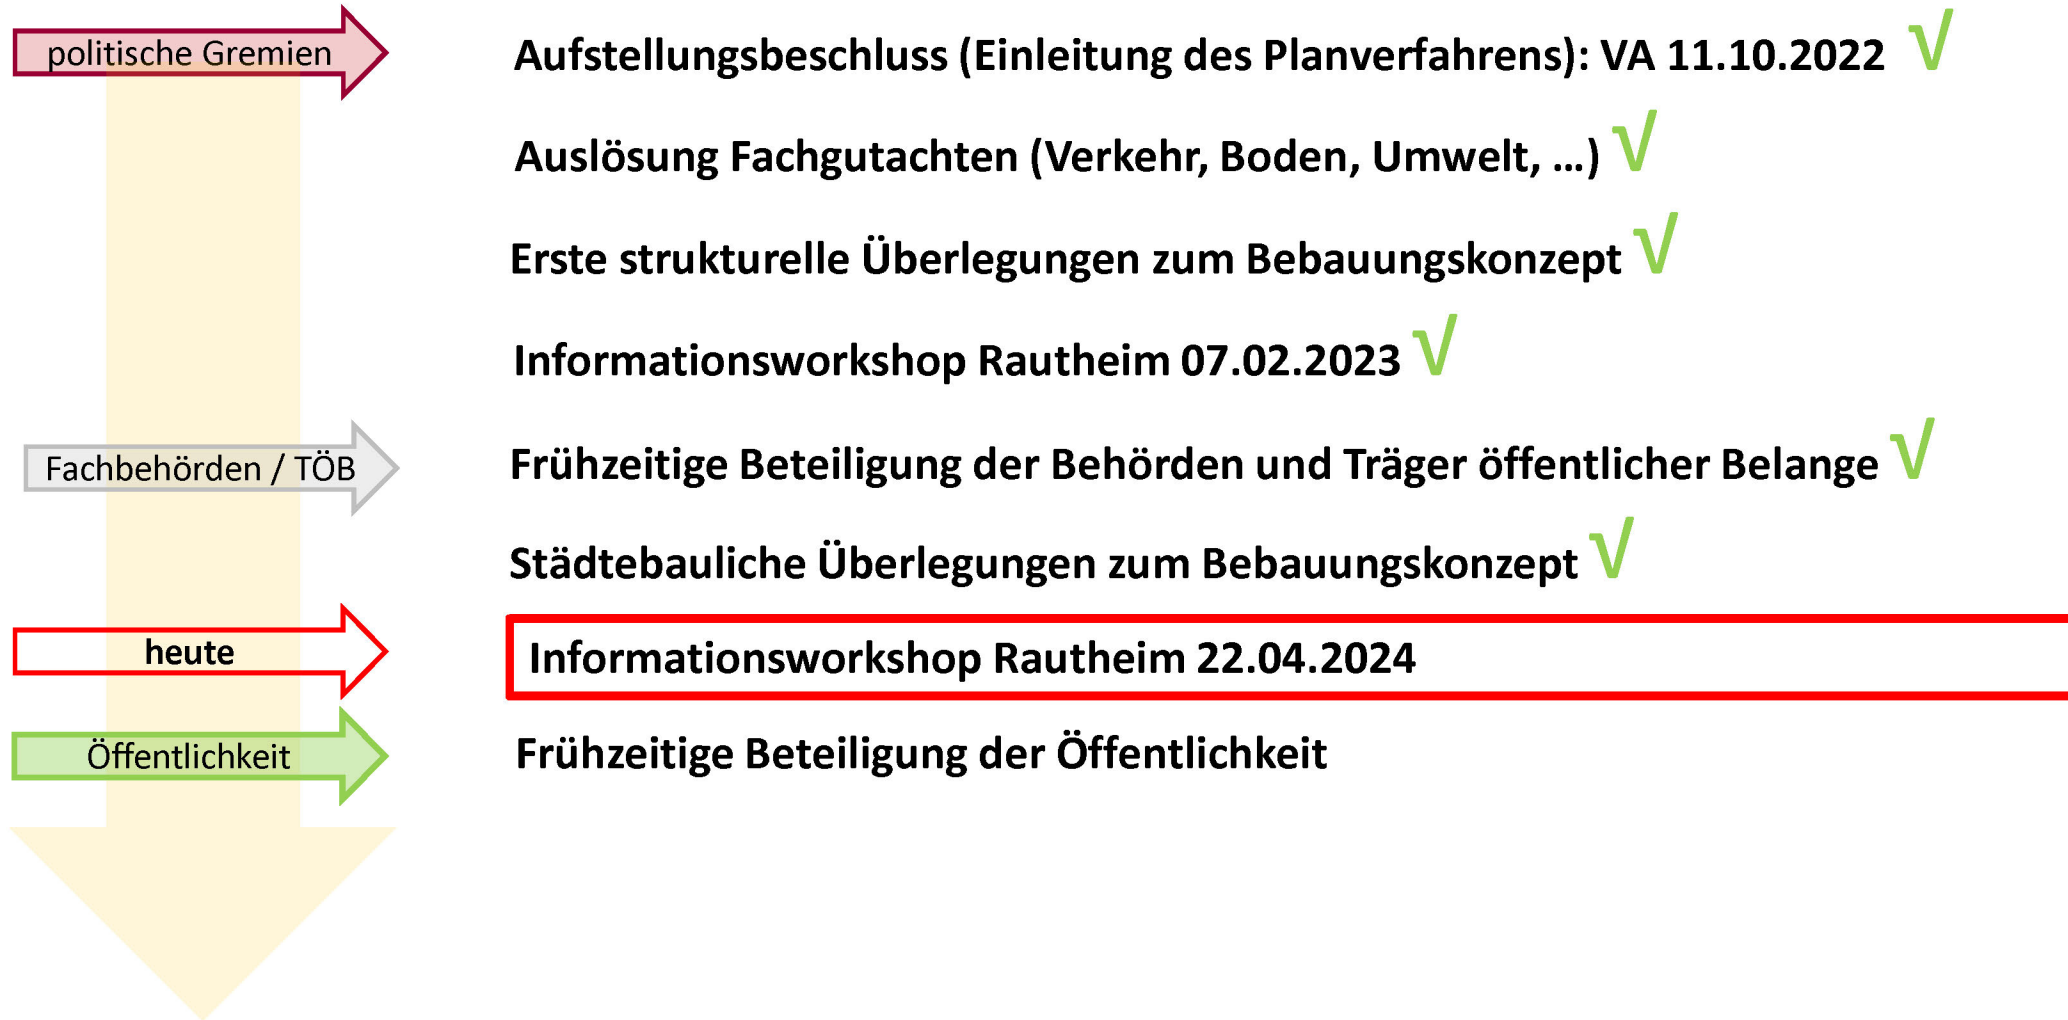 politische Gremien
Aufstellungsbeschluss (Einleitung des Planverfahrens): VA 11.10.2022 √
Auslösung Fachgutachten (Verkehr, Boden, Umwelt, ...) √
Erste strukturelle Überlegungen zum Bebauungskonzept √
Informationsworkshop Rautheim 07.02.2023 √
Fachbehörden / TÖB
Frühzeitige Beteiligung der Behörden und Träger öffentlicher Belange √
Städtebauliche Überlegungen zum Bebauungskonzept √
heute
Informationsworkshop Rautheim 22.04.2024
Öffentlichkeit
Frühzeitige Beteiligung der Öffentlichkeit